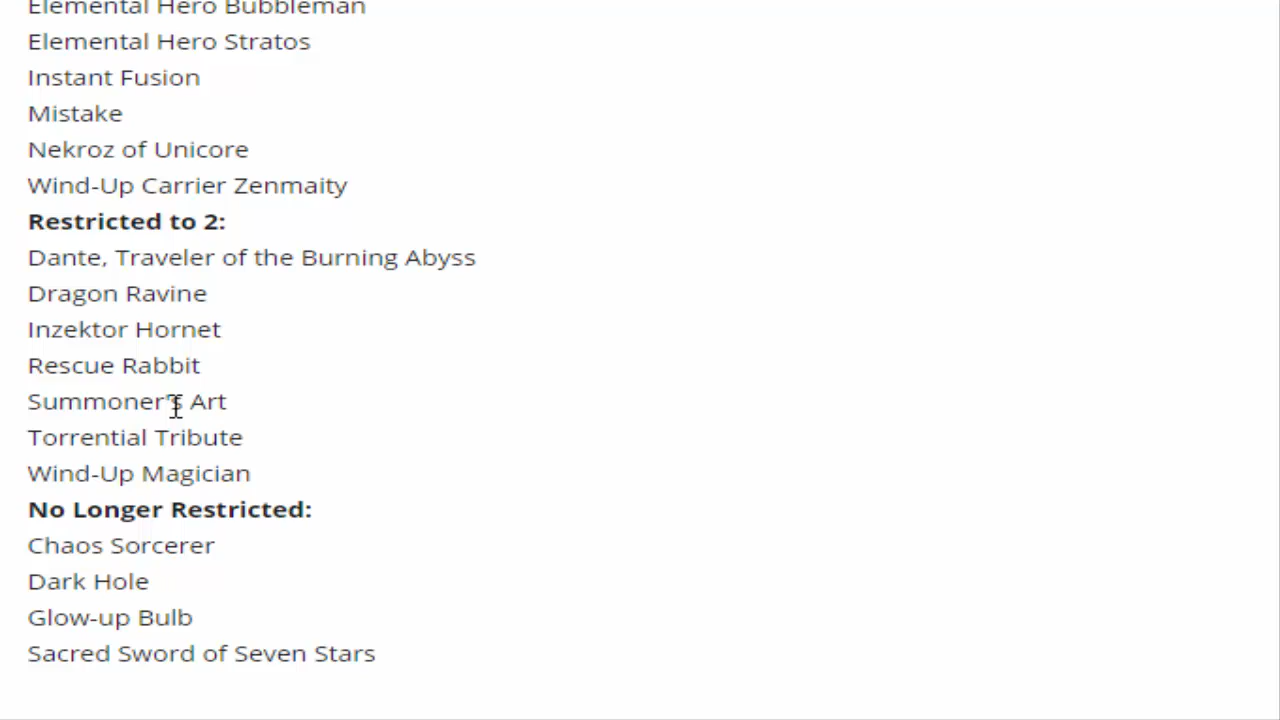 Elemental Hero Bubbleman
Elemental Hero Stratos
Instant Fusion
Mistake
Nekroz of Unicore
Wind-Up Carrier Zenmaity
Restricted to 2:
Dante, Traveler of the Burning Abyss
Dragon Ravine
Inzektor Hornet
Rescue Rabbit
Summoner's Art
Torrential Tribute
Wind-Up Magician
No Longer Restricted:
Chaos Sorcerer
Dark Hole
Glow-up Bulb
Sacred Sword of Seven Stars